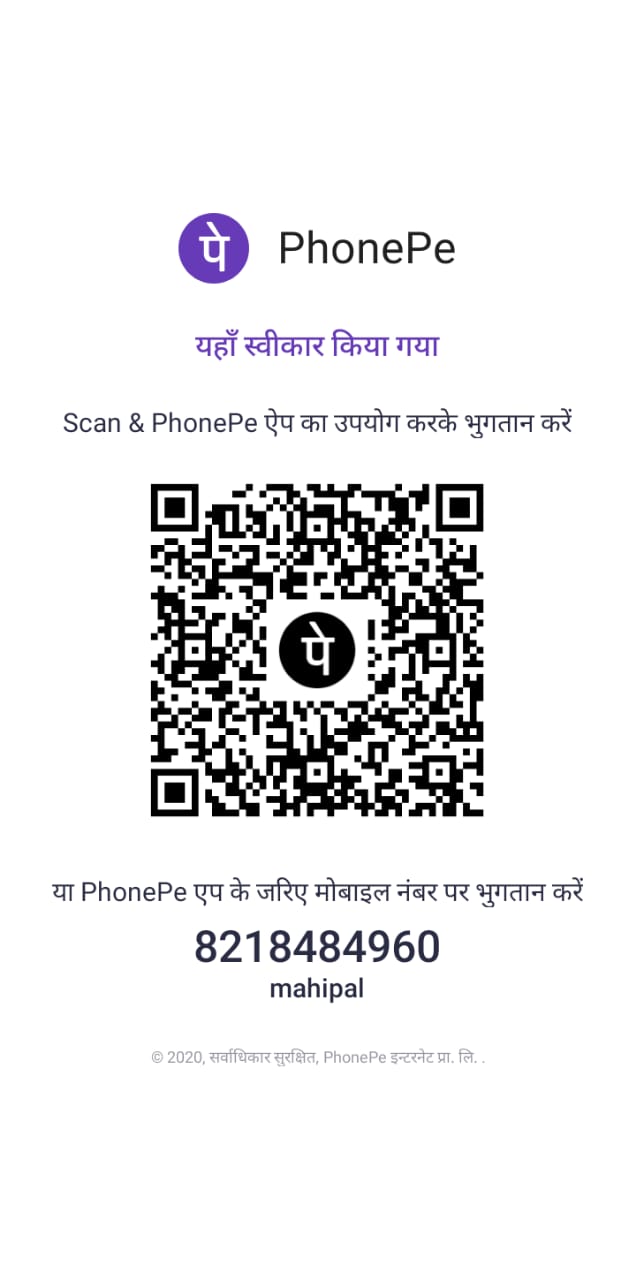 पे PhonePe
यहाँ स्वीकार किया गया
Scan & PhonePe ऐप का उपयोग करके भुगतान करें
पे
या PhonePe एप के जरिए मोबाइल नंबर पर भुगतान करें
8218484960
mahipal
© 2020, सर्वाधिकार सुरक्षित, PhonePe इन्टरनेट प्रा. लि. .